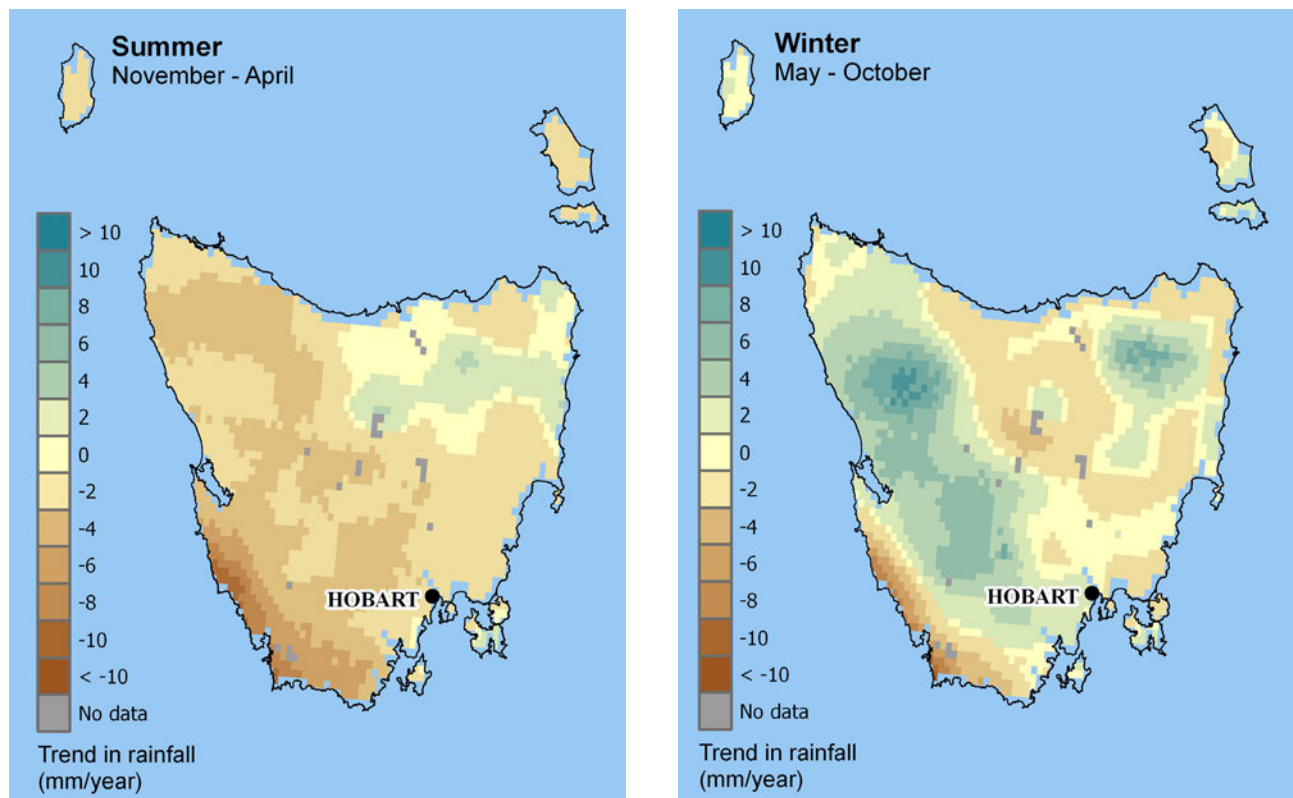 Summer
November - April
> 10
10
8
6
4
2
0
-2
-4
-6
-8
-10
< -10
No data
HOBART
Trend in rainfall
(mm/year)
Winter
May - October
> 10
10
8
6
4
2
0
-2
-4
-6
-8
-10
< -10
No data
HOBART
Trend in rainfall
(mm/year)